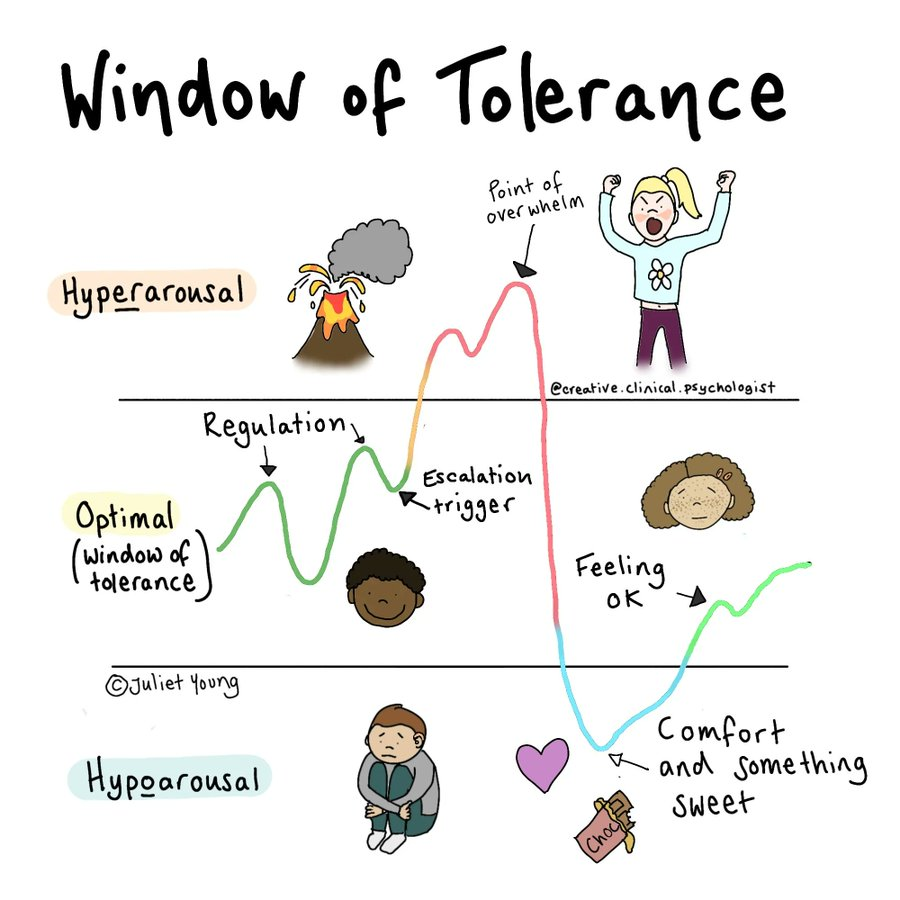 Window of Tolerance
Point of
overwhelm
Hyperarousal
@creative.clinical.psychologist
Regulation
Escalation
trigger
Optimal
(window of
tolerance)
Feeling
OK
©Juliet Young
Hypoarousal
Comfort
and something
sweet
Choc